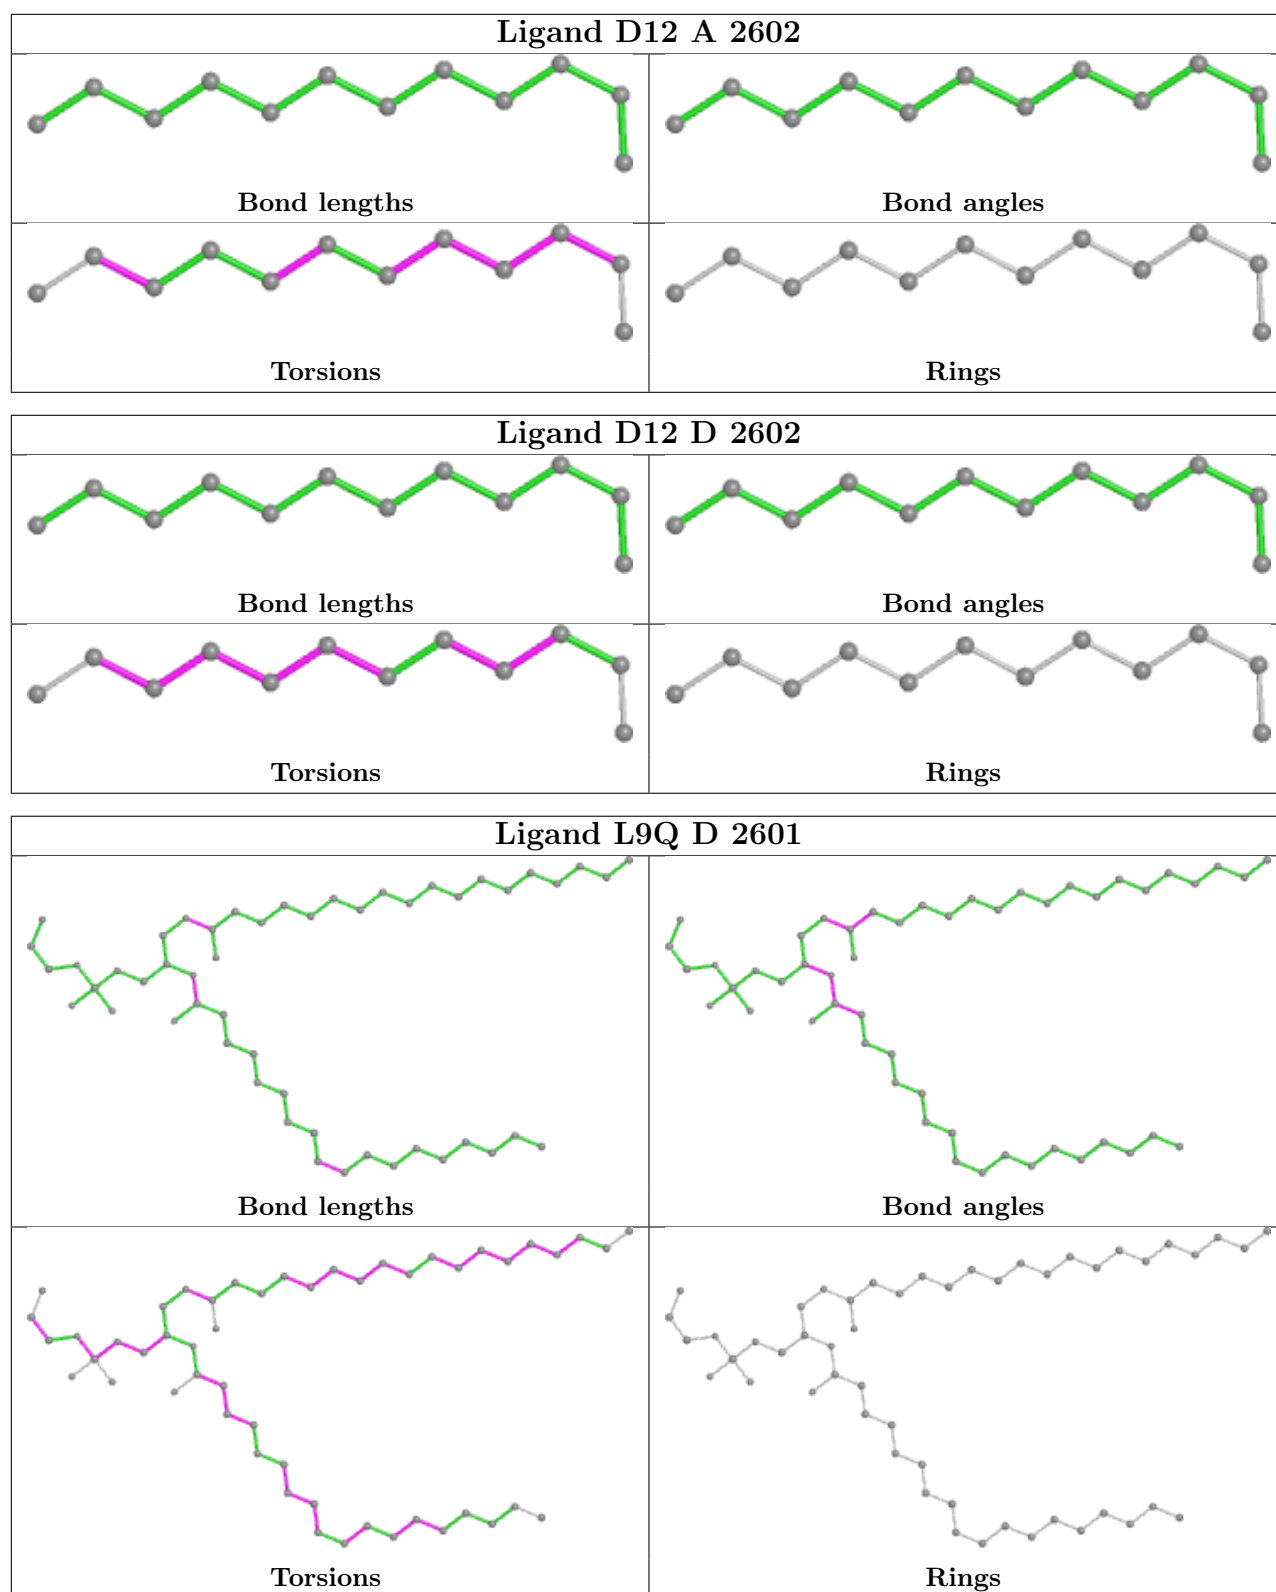 Ligand D12 A 2602
Bond lengths
Bond angles
Torsions
Rings
Ligand D12 D 2602
Bond lengths
Bond angles
Torsions
Rings
Ligand L9Q D 2601
Bond lengths
Bond angles
Torsions
Rings